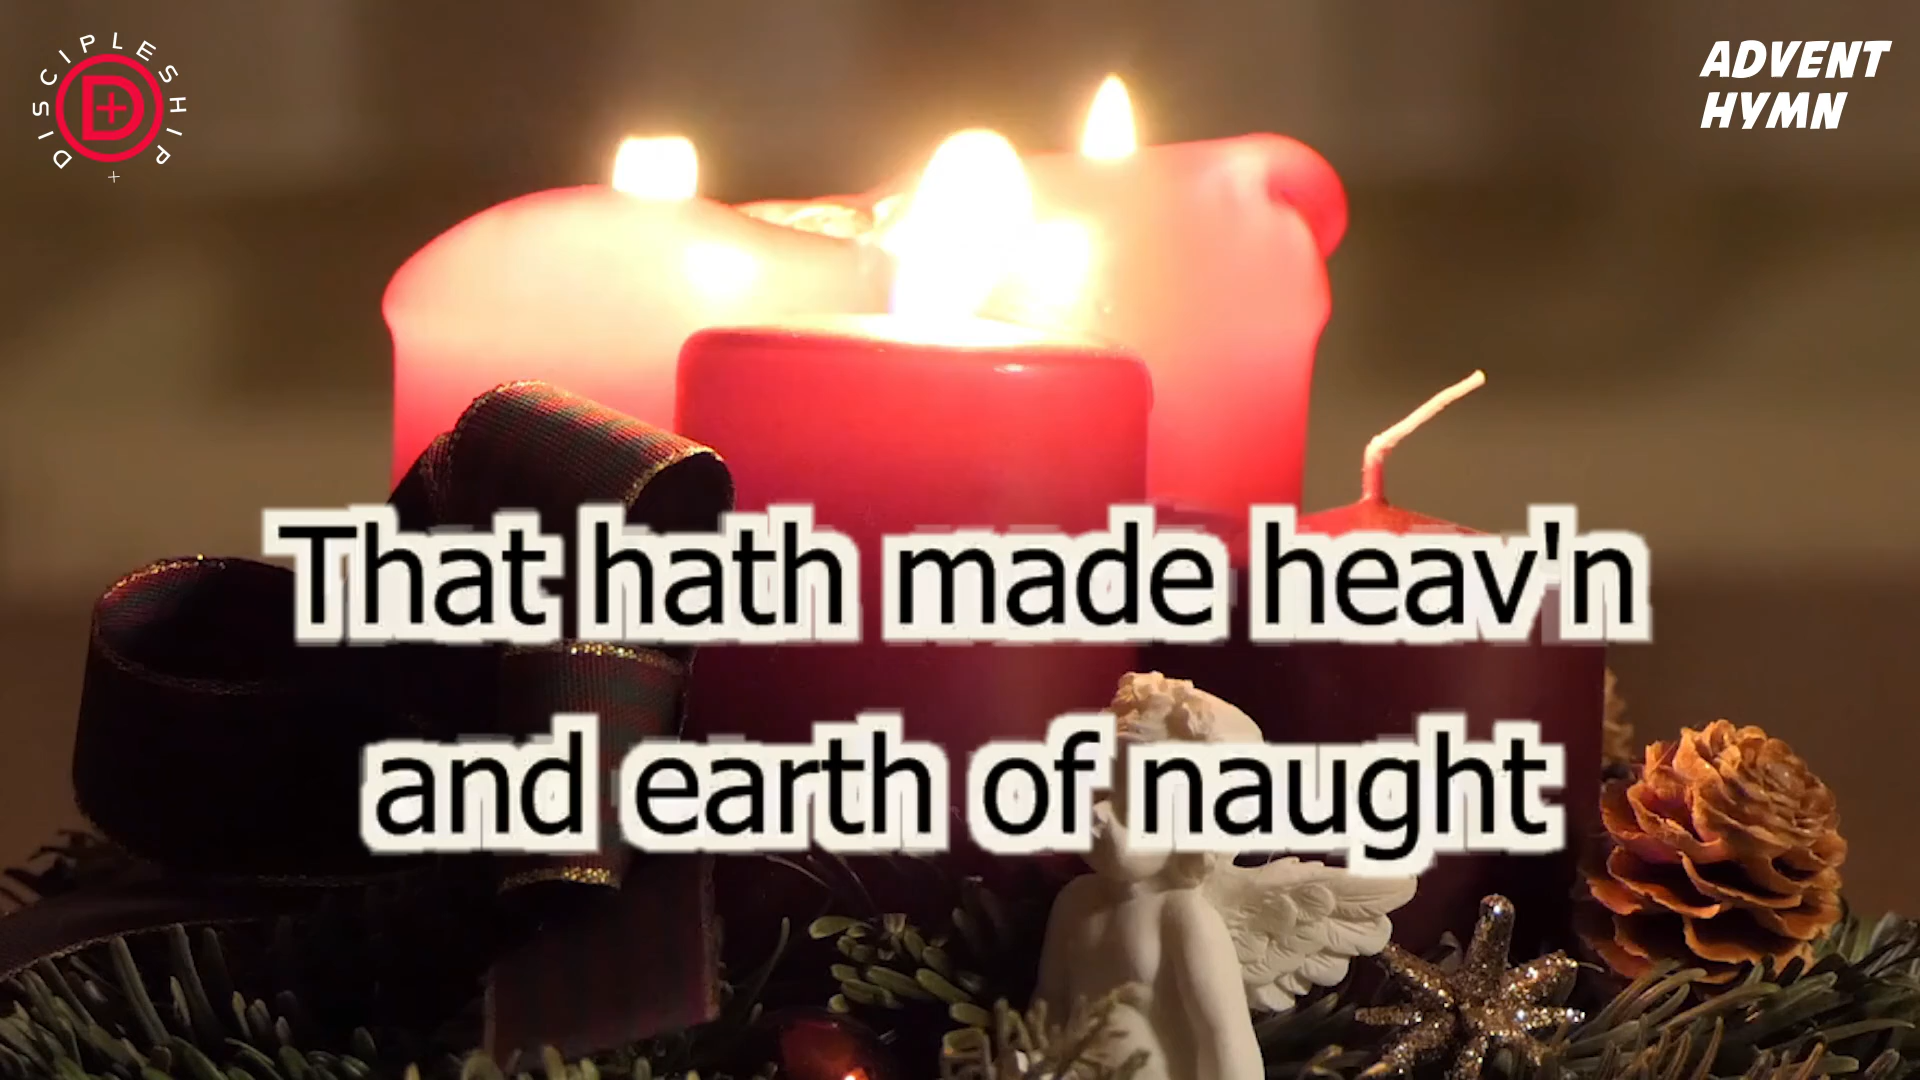 DISCIPLESHIP
D+
+
ADVENT
HYMN
That hath made heav'n
and earth of naught